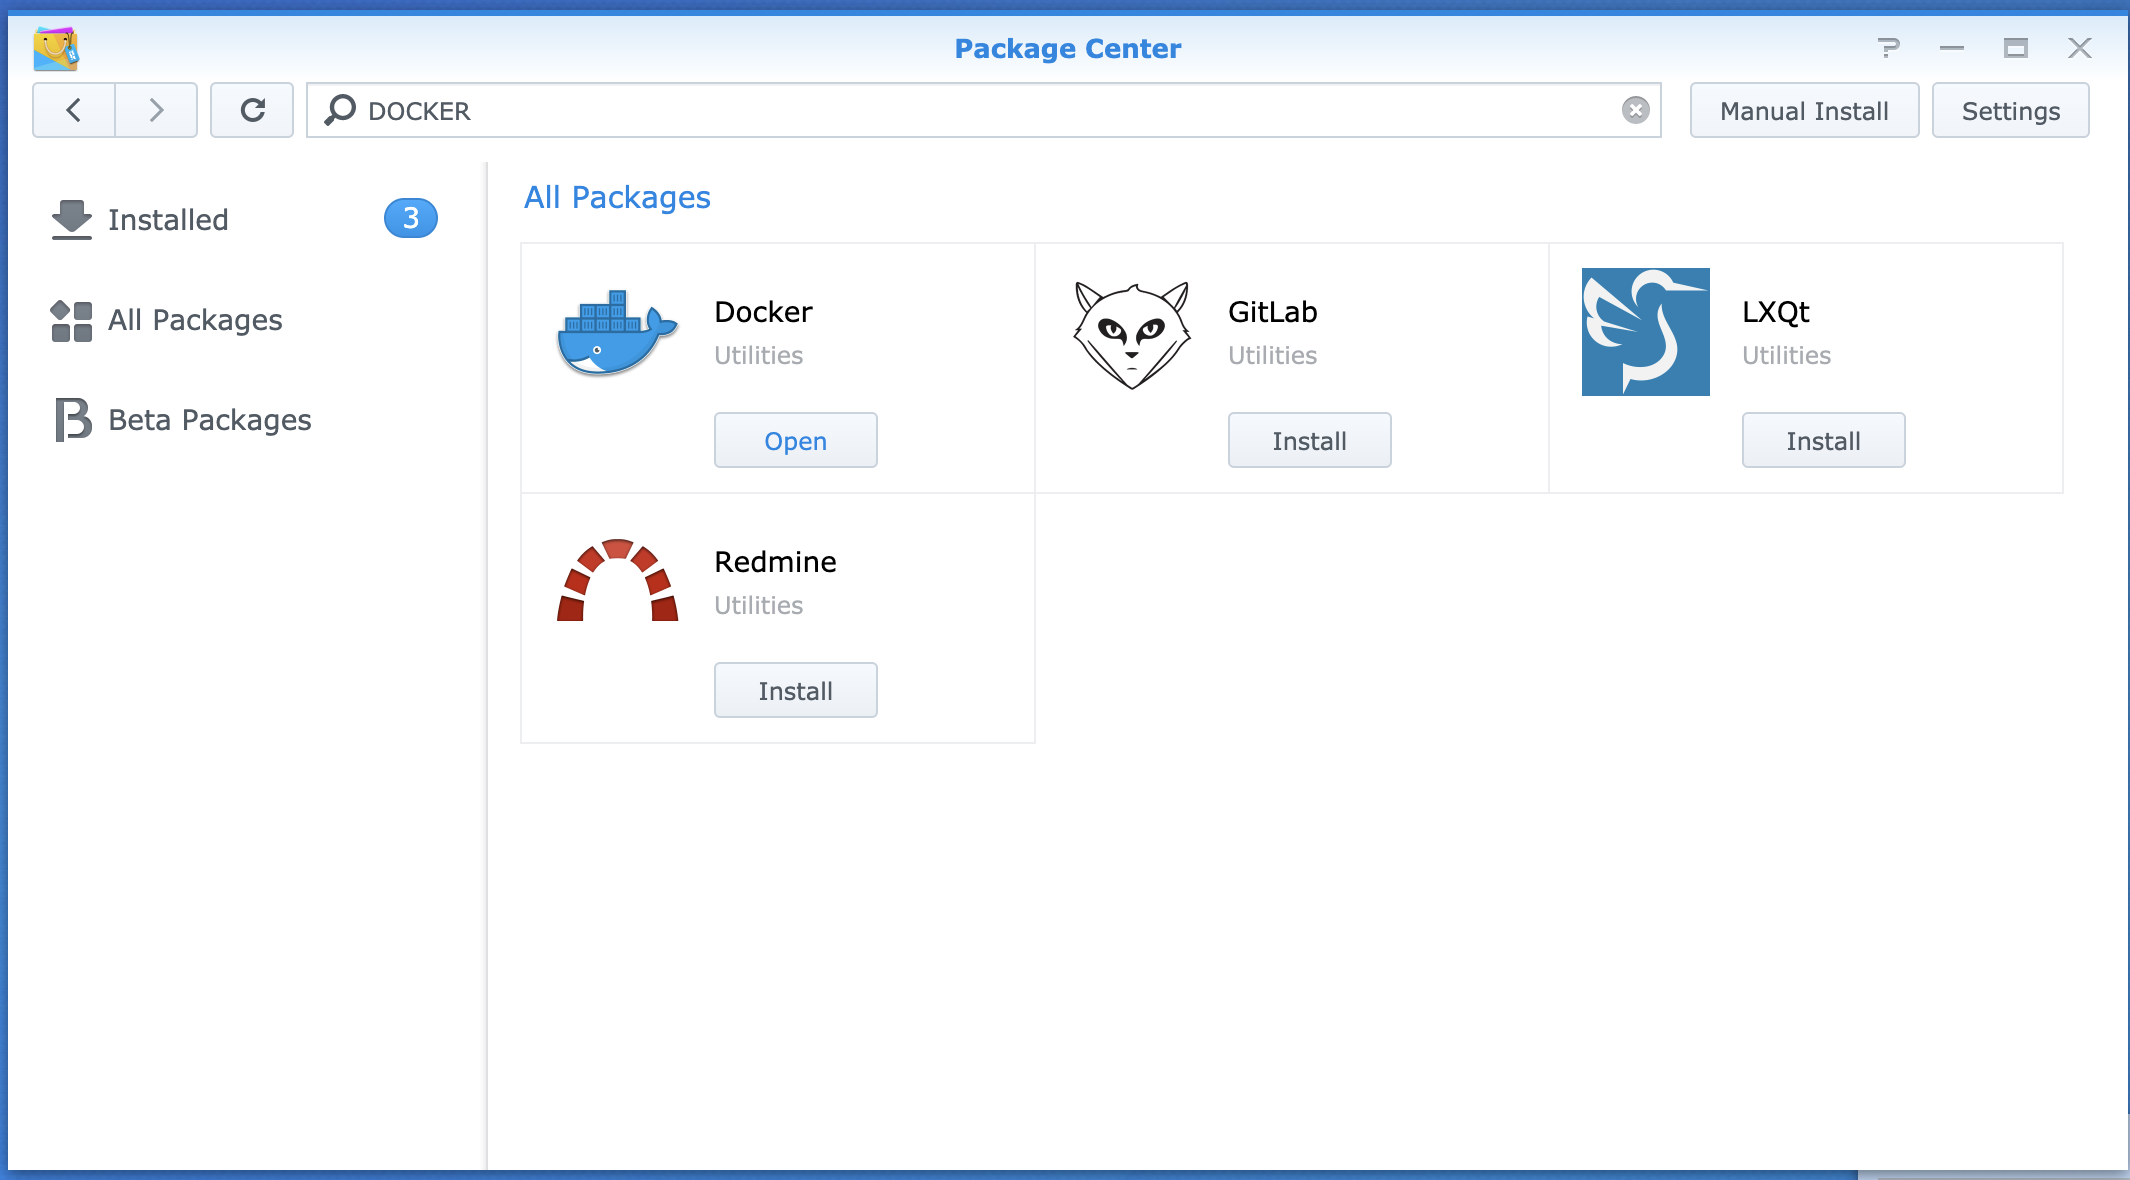 Package Center
DOCKER
Manual Install
Settings
Installed
3
All Packages
Beta Packages
All Packages
Docker
Utilities
Open
GitLab
Utilities
Install
LXQt
Utilities
Install
Redmine
Utilities
Install